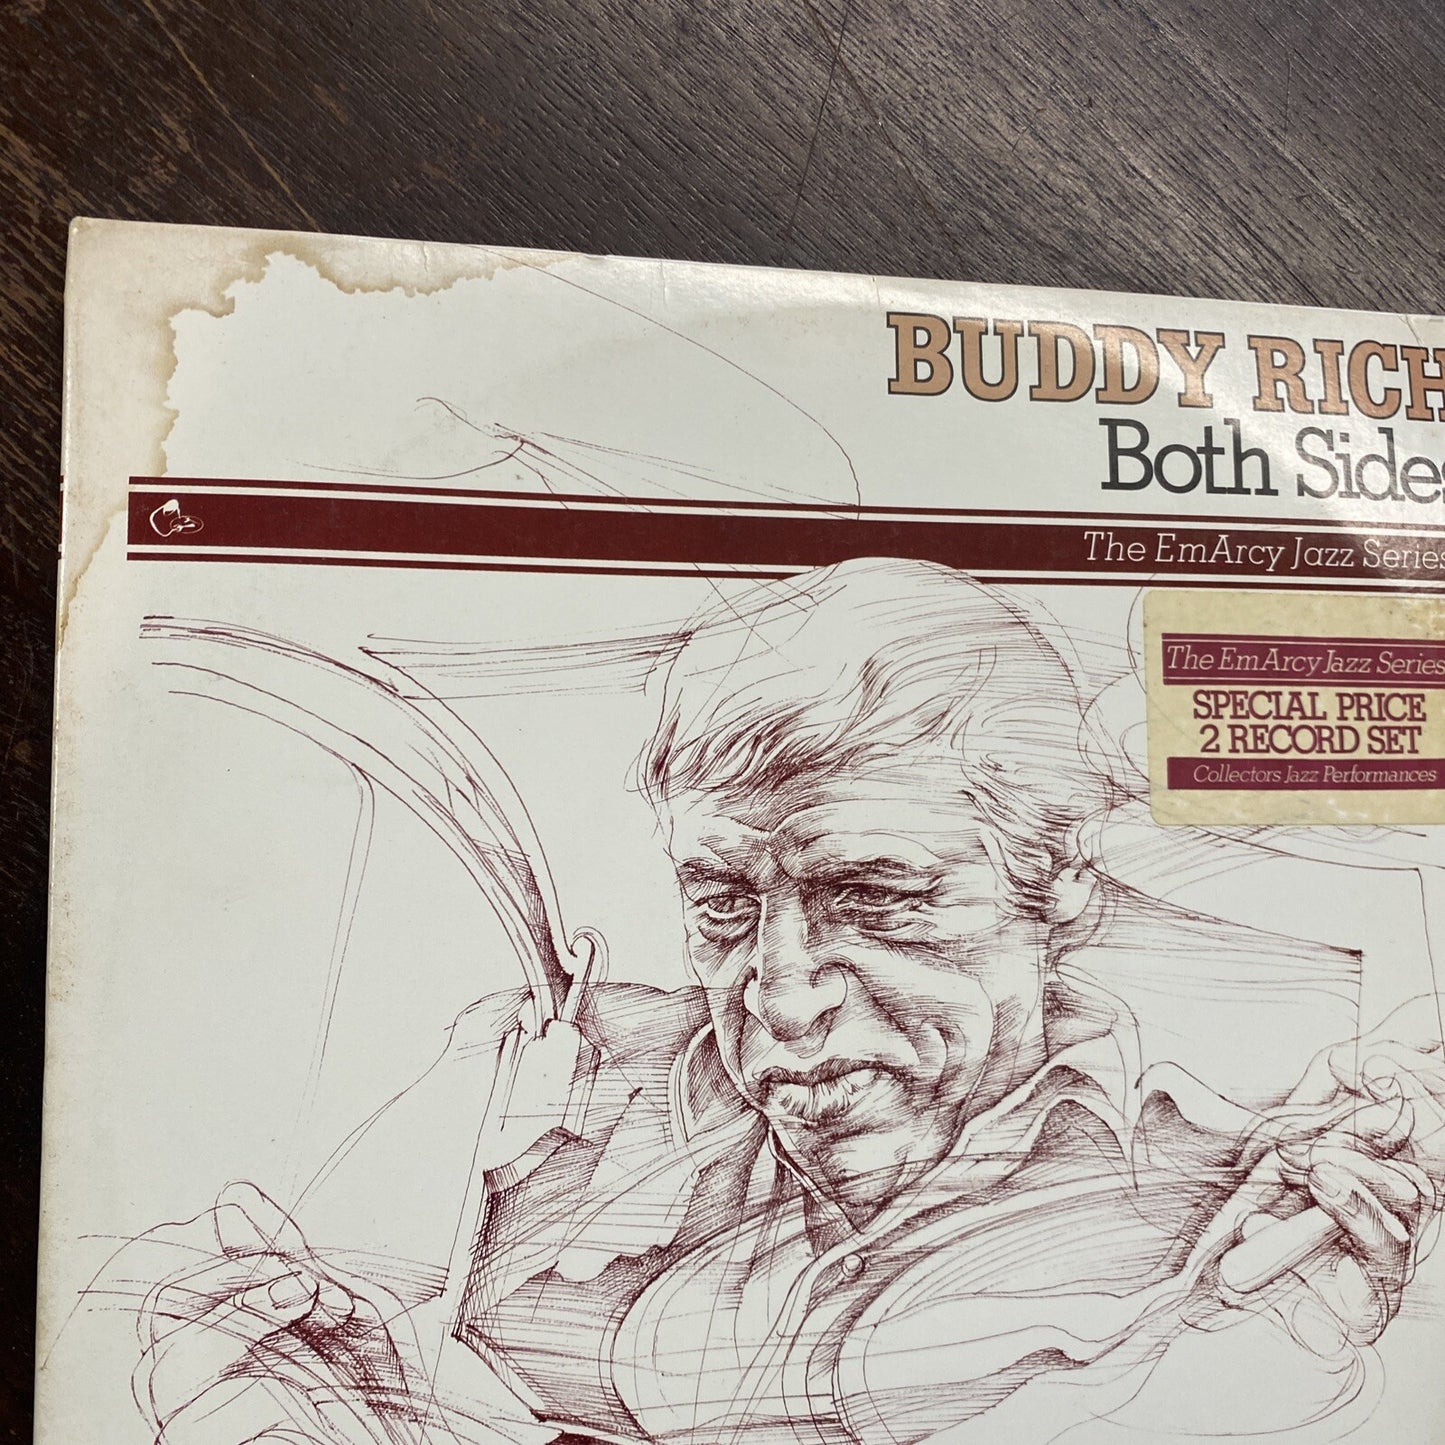 BUDDY RICH
Both Sides
The EmArcy Jazz Series
The EmArcy Jazz Series
SPECIAL PRICE
2 RECORD SET
Collectors Jazz Performances